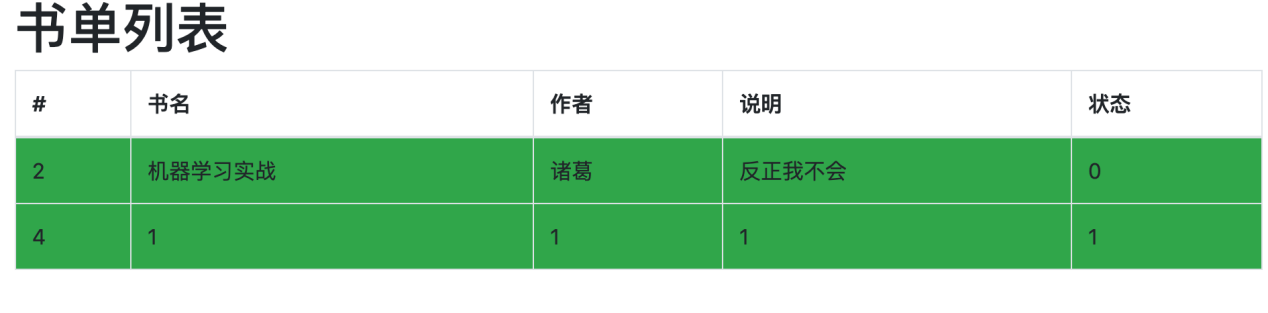 书单列表
# 书名 作者 说明 状态
2 机器学习实战 诸葛 反正我不会 0
4 1 1 1 1